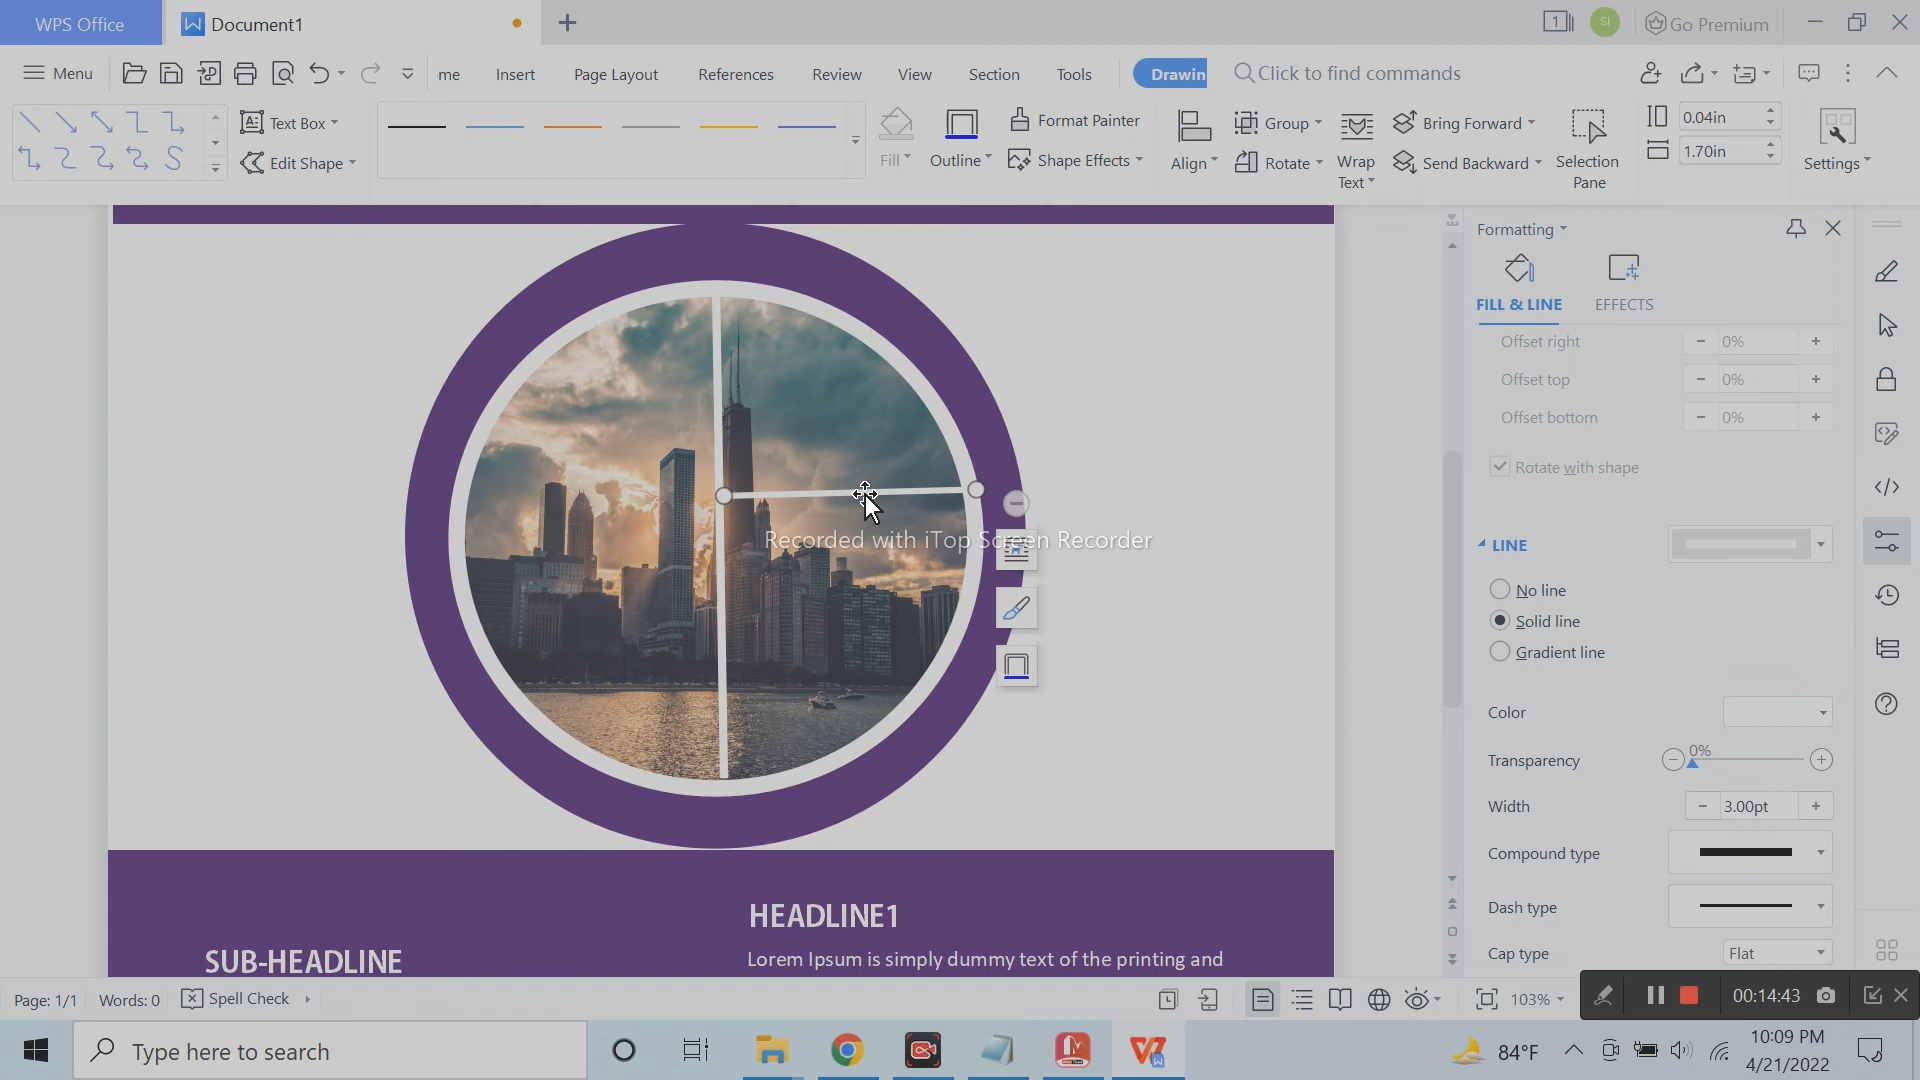 WPS Office
Document1
1
SI
Go Premium
Menu
me
Insert
Page Layout
References
Review
View
Section
Tools
Drawin
Click to find commands
Text Box
Edit Shape
Fill
Outline
Format Painter
Shape Effects
Align
Group
Rotate
Wrap
Text
Bring Forward
Send Backward
Selection
Pane
0.04in
1.70in
Settings
Formatting
FILL & LINE
EFFECTS
Offset right
0%
Offset top
0%
Offset bottom
0%
Rotate with shape
LINE
No line
Solid line
Gradient line
Color
Transparency
0%
Width
3.00pt
Compound type
Dash type
Cap type
Flat
Recorded with iTop Screen Recorder
HEADLINE1
SUB-HEADLINE
Lorem Ipsum is simply dummy text of the printing and
Page: 1/1
Words: 0
Spell Check
103%
00:14:43
Type here to search
84°F
10:09 PM
4/21/2022